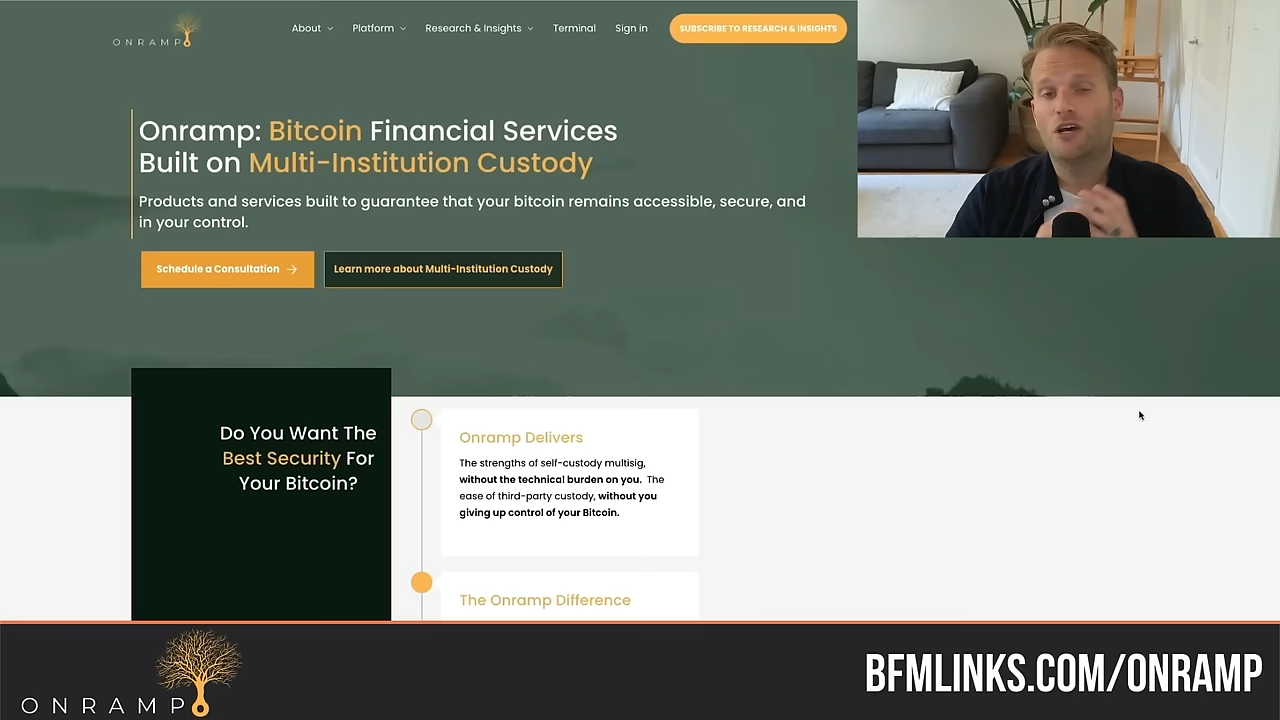 ONRAMP
About
Platform
Research & Insights
Terminal
Sign in
SUBSCRIBE TO RESEARCH & INSIGHTS
Onramp: Bitcoin Financial Services
Built on Multi-Institution Custody
Products and services built to guarantee that your bitcoin remains accessible, secure, and
in your control.
Schedule a Consultation
Learn more about Multi-Institution Custody
Do You Want The
Best Security For
Your Bitcoin?
Onramp Delivers
The strengths of self-custody multisig,
without the technical burden on you. The
ease of third-party custody, without you
giving up control of your Bitcoin.
The Onramp Difference
ONRAMP
BFMLINKS.COM/ONRAMP